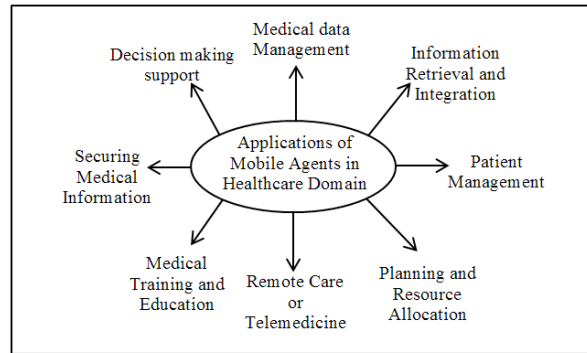 Medical data
Management
Decision making
support
Information
Retrieval and
Integration
Applications of
Mobile Agents in
Healthcare Domain
Securing
Medical
Information
Patient
Management
Medical
Training and
Education
Remote Care
or
Telemedicine
Planning and
Resource
Allocation